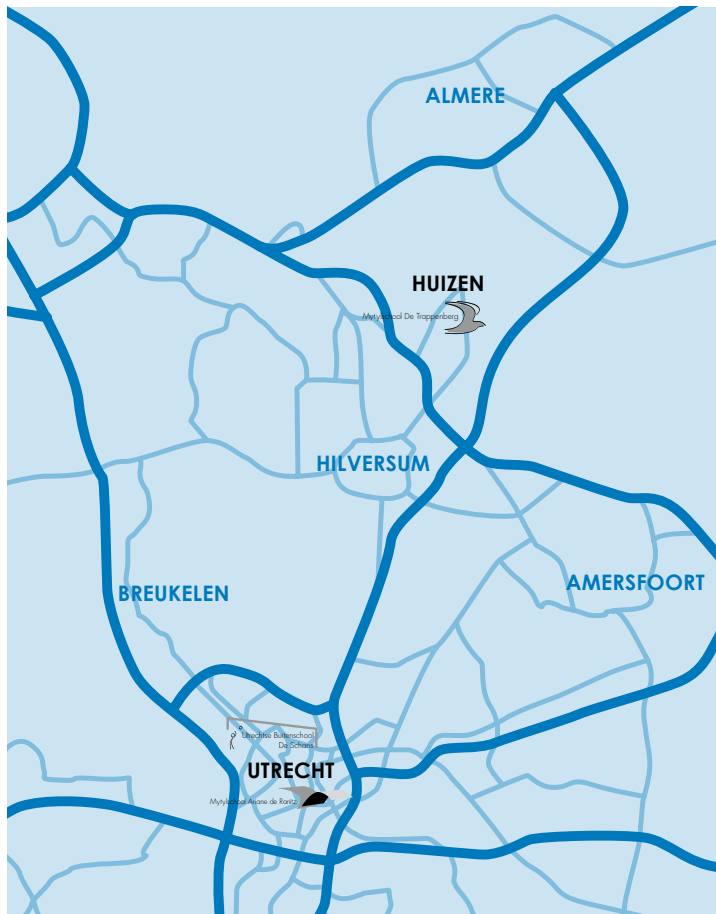 ALMERE
HUIZEN
Mytylschool De Trappenberg
HILVERSUM
BREUKELEN
AMERSFOORT
Utrechtse Buitenschool
De Schans
UTRECHT
Mytylschool Ariane de Ranitz